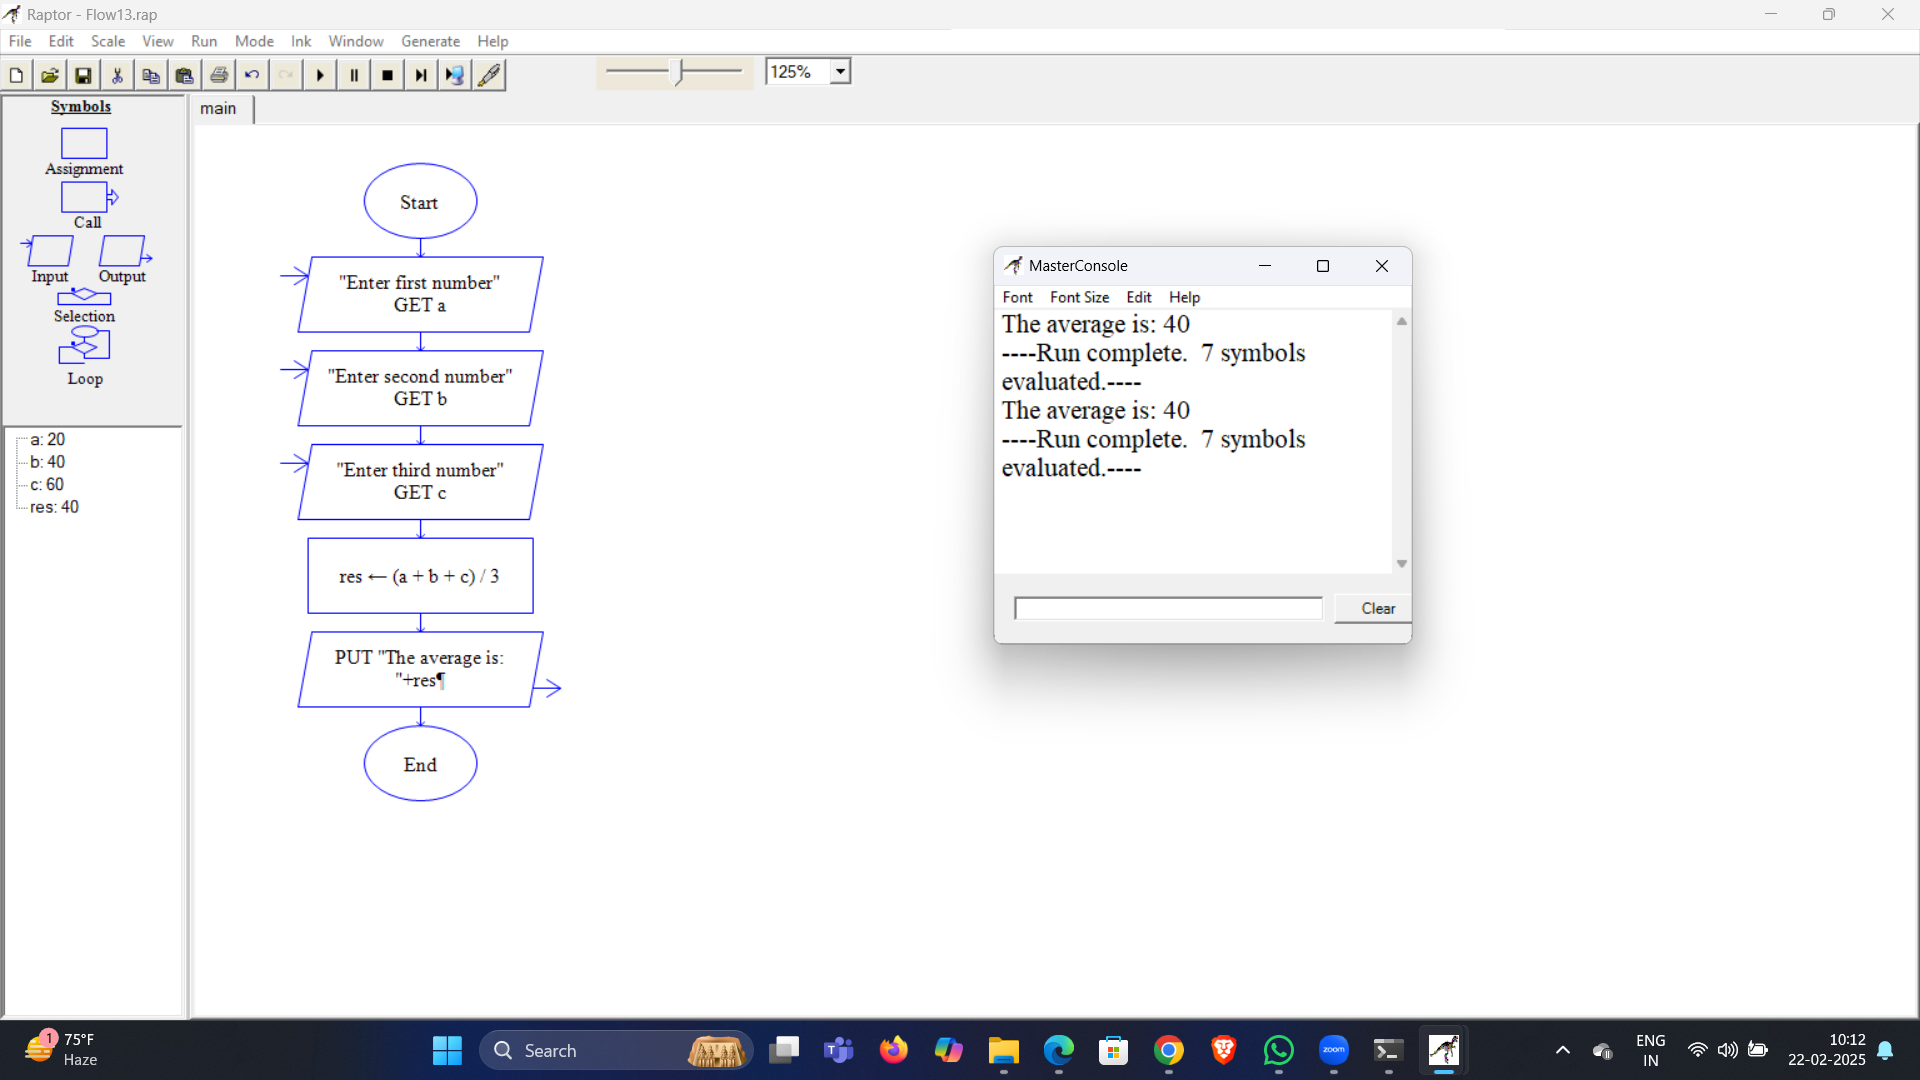 Raptor - Flow13.rap
File Edit Scale View Run Mode Ink Window Generate Help
125%
Symbols
Assignment
Call
Input Output
Selection
Loop
a: 20
b: 40
c: 60
res: 40
main
Start
"Enter first number"
GET a
"Enter second number"
GET b
"Enter third number"
GET c
res ← (a + b + c) / 3
PUT "The average is:
"+res¶
End
MasterConsole
Font Font Size Edit Help
The average is: 40
----Run complete.  7 symbols
evaluated.----
The average is: 40
----Run complete.  7 symbols
evaluated.----
Clear
1
75°F
Haze
Search
zoom
ENG
IN
10:12
22-02-2025